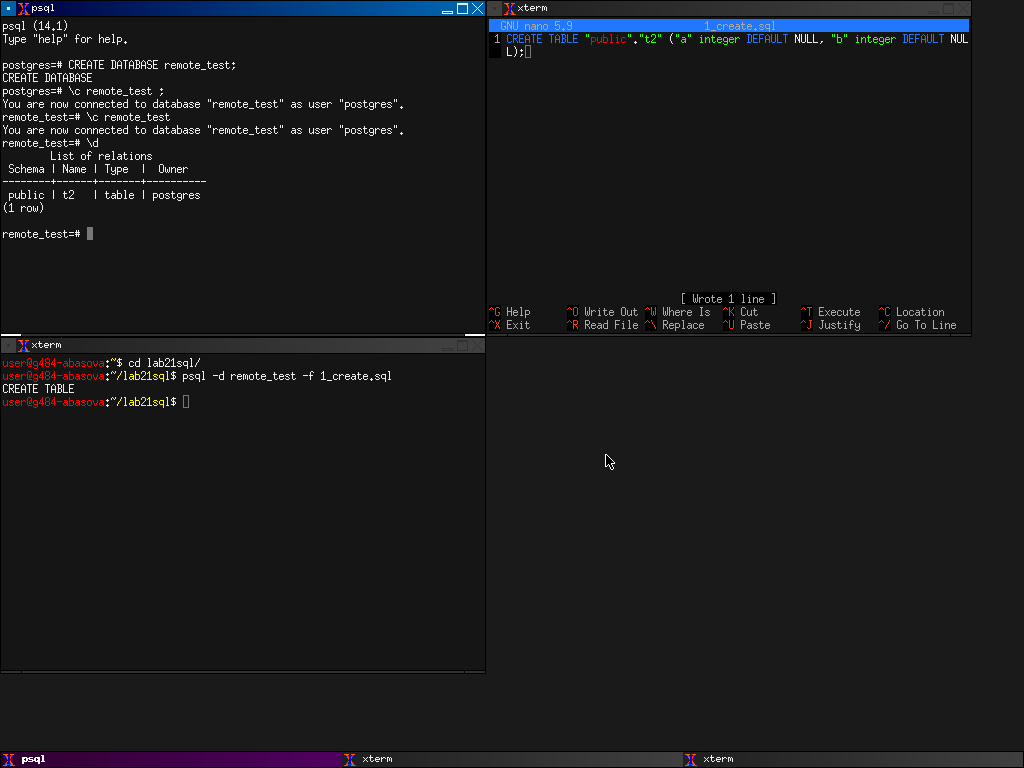 psql
psql (14.1)
Type "help" for help.
postgres=# CREATE DATABASE remote_test;
CREATE DATABASE
postgres=# \c remote_test ;
You are now connected to database "remote_test" as user "postgres".
remote_test=# \c remote_test
You are now connected to database "remote_test" as user "postgres".
remote_test=# \d
List of relations
Schema | Name | Type | Owner
--------+------+-------+----------
public | t2 | table | postgres
(1 row)
remote_test=#
xterm
GNU nano 5.9 1_create.sql
1 CREATE TABLE "public"."t2" ("a" integer DEFAULT NULL, "b" integer DEFAULT NUL
L);
[ Wrote 1 line ]
^G Help ^O Write Out ^W Where Is ^K Cut ^T Execute ^C Location
^X Exit ^R Read File ^\ Replace ^U Paste ^J Justify ^/ Go To Line
xterm
user@g484-abasova:~$ cd lab21sql/
user@g484-abasova:~/lab21sql$ psql -d remote_test -f 1_create.sql
CREATE TABLE
user@g484-abasova:~/lab21sql$
psql xterm xterm